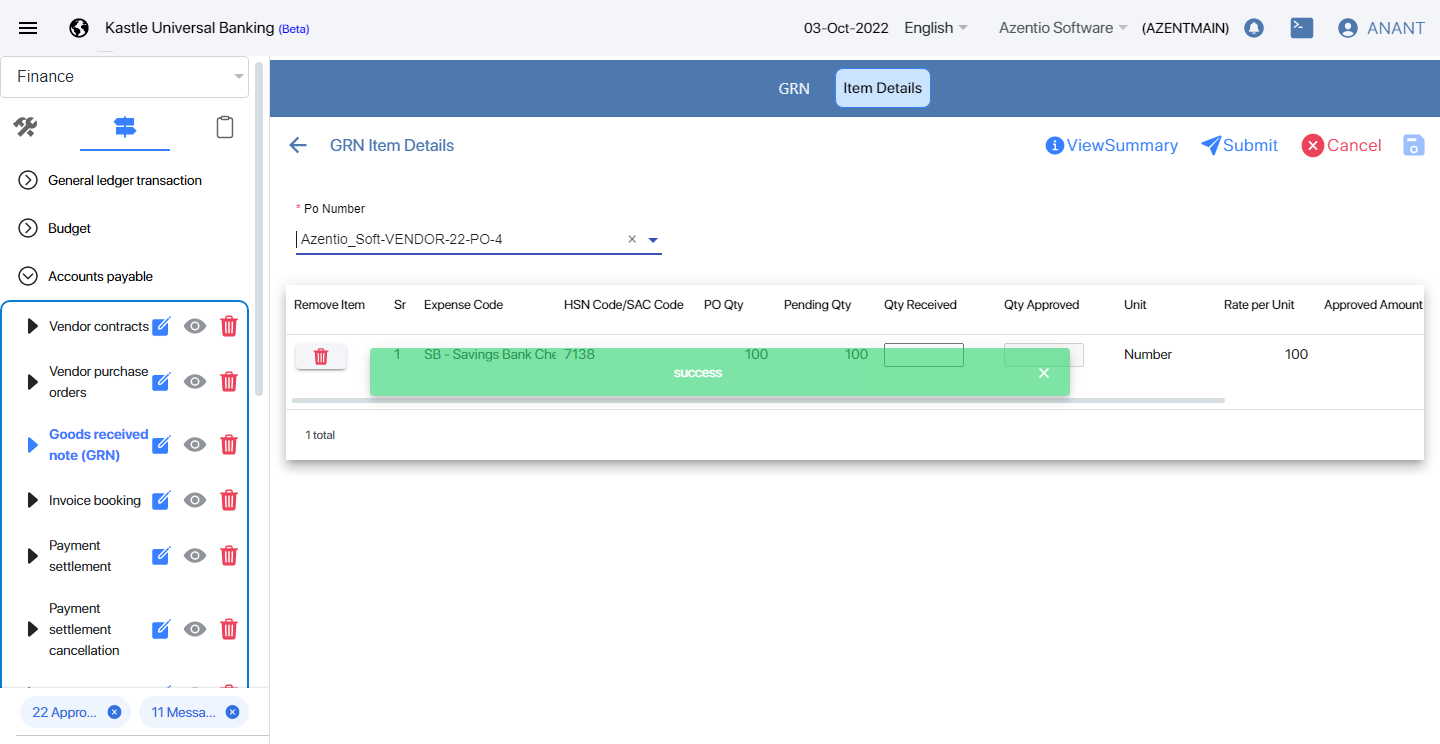 Kastle Universal Banking (Beta)
03-Oct-2022 English Azentio Software (AZENTMAIN) ANANT
Finance
General ledger transaction
Budget
Accounts payable
Vendor contracts
Vendor purchase
orders
Goods received
note (GRN)
Invoice booking
Payment
settlement
Payment
settlement
cancellation
22 Appro... 11 Messa...
GRN Item Details
GRN Item Details
ViewSummary Submit Cancel
* Po Number
Azentio_Soft-VENDOR-22-PO-4
Remove Item Sr Expense Code HSN Code/SAC Code PO Qty Pending Qty Qty Received Qty Approved Unit Rate per Unit Approved Amount
1 SB - Savings Bank Che 7138 100 100 Number 100
success
1 total